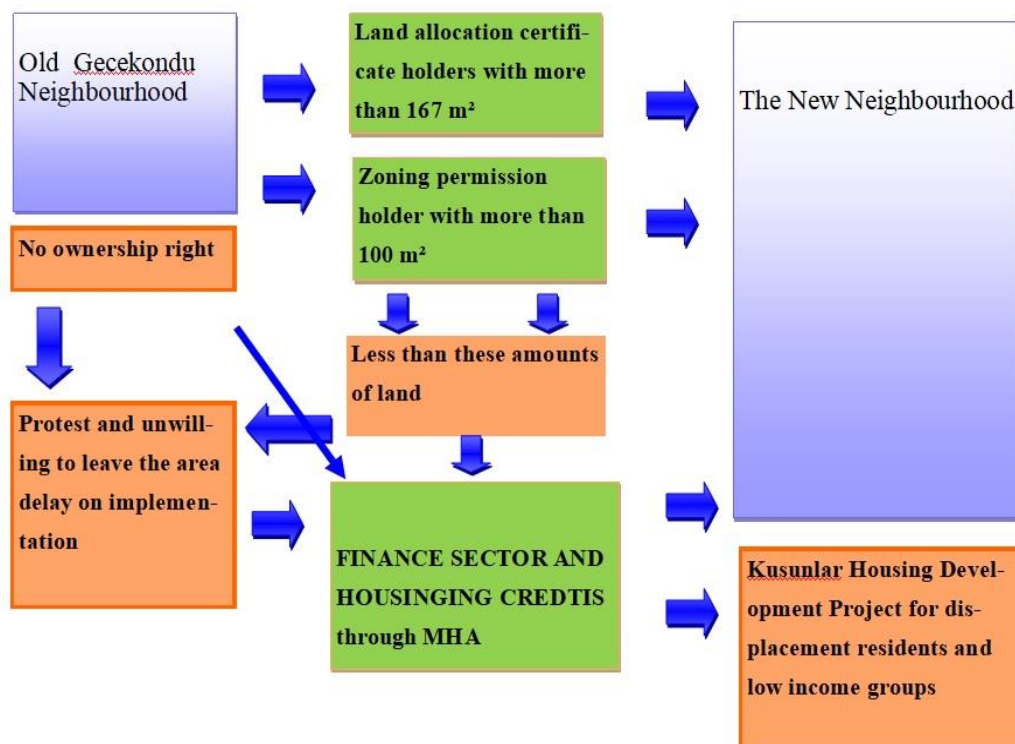 Old Gecekondu
Neighbourhood
Land allocation certifi-
cate holders with more
than 167 m²
The New Neighbourhood
Zoning permission
holder with more than
100 m²
No ownership right
Less than these amounts
of land
Protest and unwill-
ing to leave the area
delay on implemen-
tation
FINANCE SECTOR AND
HOUSINGING CREDTIS
through MHA
Kusunlar Housing Devel-
opment Project for dis-
placement residents and
low income groups